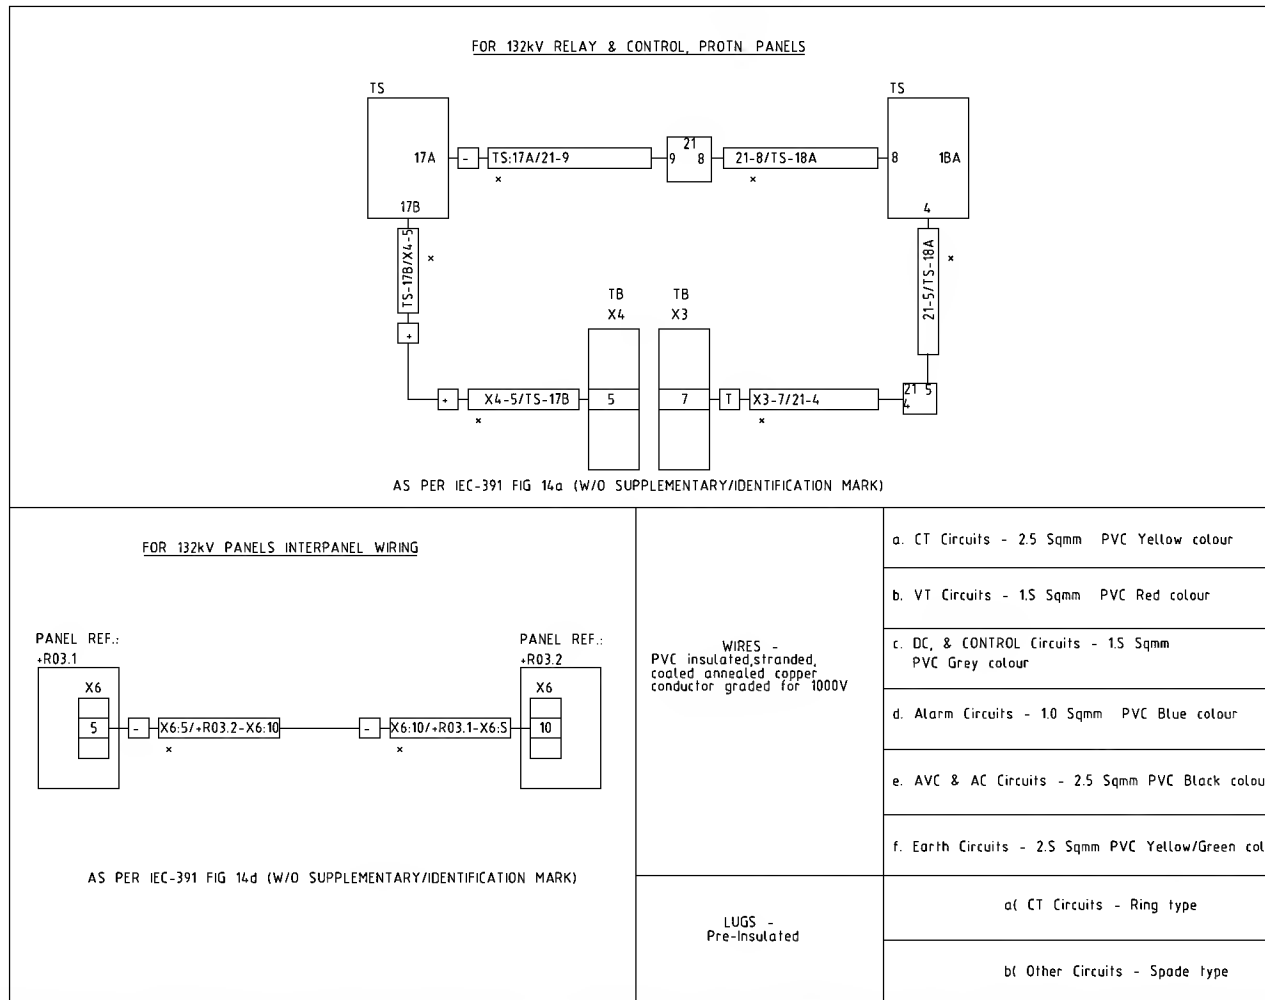 FOR 132kV RELAY & CONTROL, PROTN PANELS
TS
TS
17A
-
TS:17A/21-9
21
9 8
21-8/TS-18A
8
1BA
17B
4
TS-17B/X4-5
×
×
×
21-5/TS-18A
×
+
TB
X4
TB
X3
+
X4-5/TS-17B
×
5
7
T
X3-7/21-4
×
21 5
4
AS PER IEC-391 FIG 14a (W/O SUPPLEMENTARY/IDENTIFICATION MARK)
FOR 132kV PANELS INTERPANEL WIRING
PANEL REF.:
+R03.1
X6
5
-
X6:5/+R03.2-X6:10
×
-
X6:10/+R03.1-X6:S
×
PANEL REF.:
+R03.2
X6
10
AS PER IEC-391 FIG 14d (W/O SUPPLEMENTARY/IDENTIFICATION MARK)
WIRES -
PVC insulated,stranded,
coaled annealed copper
conductor graded for 1000V
a. CT Circuits - 2.5 Sqmm PVC Yellow colour
b. VT Circuits - 1.S Sqmm PVC Red colour
c. DC, & CONTROL Circuits - 1.S Sqmm
PVC Grey colour
d. Alarm Circuits - 1.0 Sqmm PVC Blue colour
e. AVC & AC Circuits - 2.5 Sqmm PVC Black colou
f. Earth Circuits - 2.S Sqmm PVC Yellow/Green col
LUGS -
Pre-Insulated
a( CT Circuits - Ring type
b( Other Circuits - Spade type